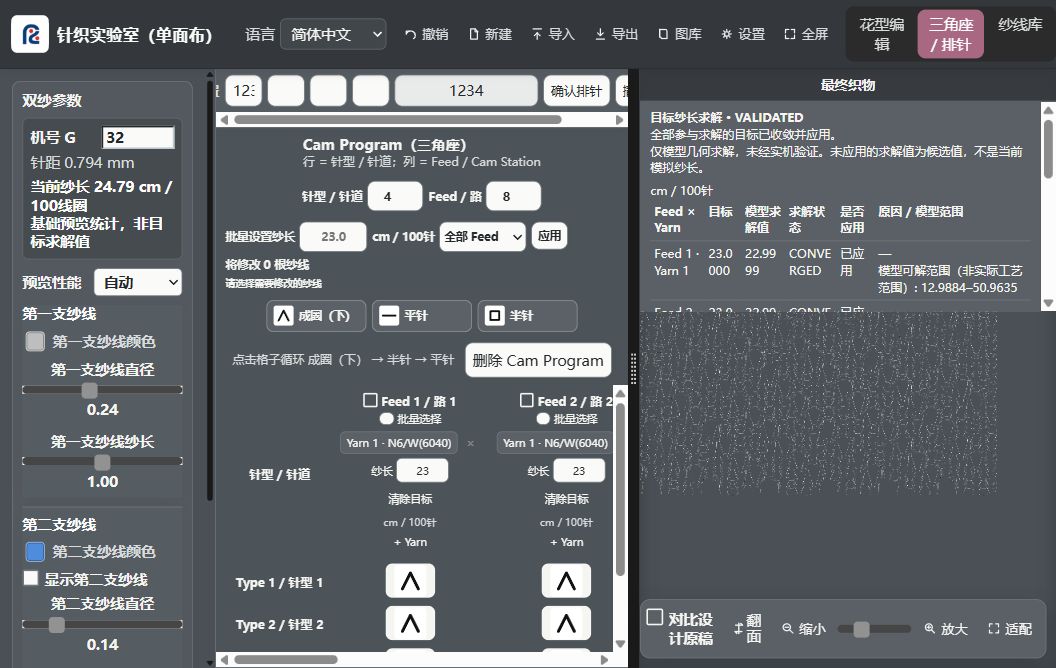 针织实验室（单面布）
语言
简体中文
撤销
新建
导入
导出
图库
设置
全屏
花型编辑
三角座 / 排针
纱线库
双纱参数
机号 G
32
针距 0.794 mm
当前纱长 24.79 cm /
100线圈
基础预览统计，非目
标求解值
预览性能
自动
第一支纱线
第一支纱线颜色
第一支纱线直径
0.24
第一支纱线纱长
1.00
第二支纱线
第二支纱线颜色
显示第二支纱线
第二支纱线直径
0.14
1234
确认排针
Cam Program（三角座）
行 = 针型 / 针道；列 = Feed / Cam Station
针型 / 针道
4
Feed / 路
8
批量设置纱长
23.0
cm / 100针
全部 Feed
应用
将修改 0 根纱线
请选择需要修改的纱线
成圈（下）
平针
半针
点击格子循环 成圈（下） → 半针 → 平针
删除 Cam Program
Feed 1 / 路 1
批量选择
Yarn 1 · N6/W(6040)
×
纱长
23
清除目标
cm / 100针
+ Yarn
Feed 2 / 路 2
批量选择
Yarn 1 · N6/W(6040)
纱长
23
清除目标
cm / 100针
+ Yarn
针型 / 针道
Type 1 / 针型 1
Type 2 / 针型 2
最终织物
目标纱长求解 • VALIDATED
全部参与求解的目标已收敛并应用。
仅模型几何求解，未经实机验证。未应用的求解值为候选值，不是当前
模拟纱长。
cm / 100针
Feed × Yarn
目标
模型求解值
求解状态
是否应用
原因 / 模型范围
Feed 1 · Yarn 1
23.0000
22.9999
CONVERGED
已应用
—
模型可解范围（非实际工艺
范围）: 12.9884–50.9635
对比设计原稿
翻面
缩小
放大
适配